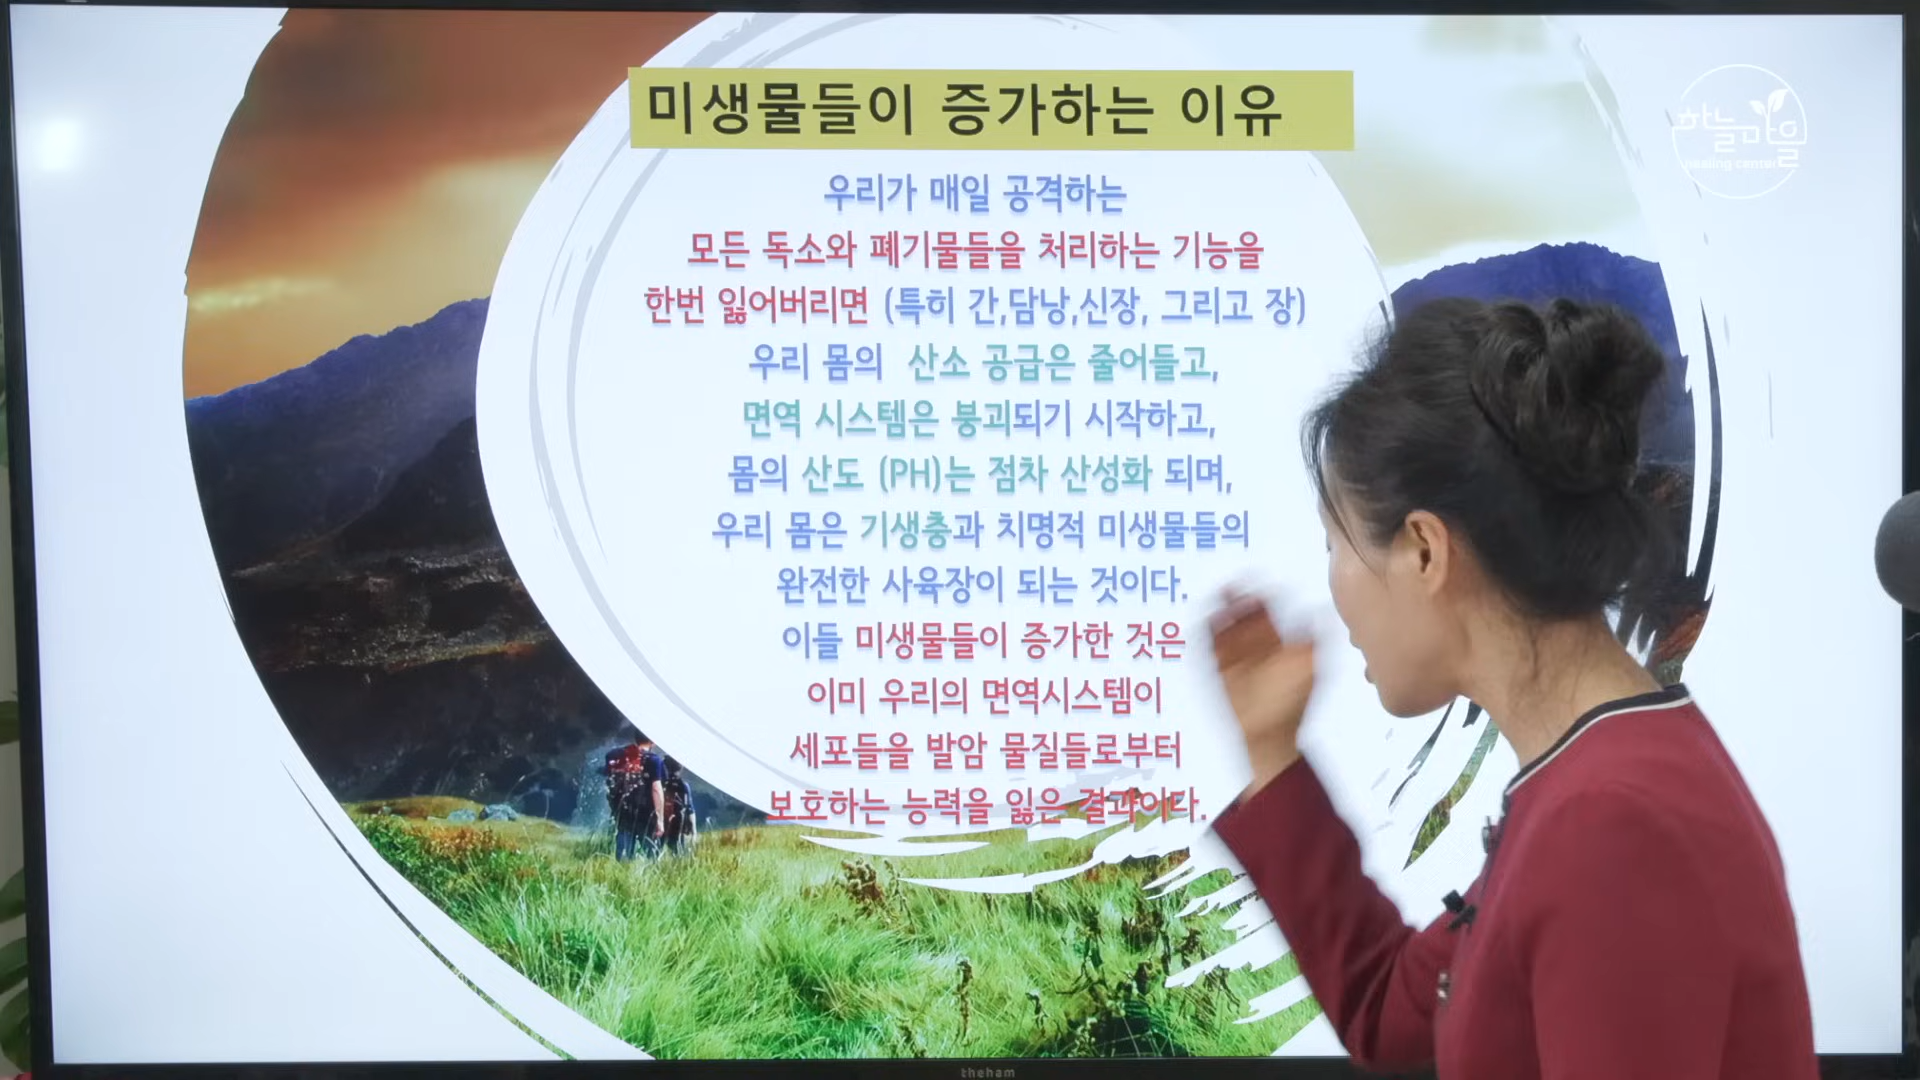 미생물들이 증가하는 이유
하늘마을
healing center
우리가 매일 공격하는
모든 독소와 폐기물들을 처리하는 기능을
한번 잃어버리면 (특히 간,담낭,신장, 그리고 장)
우리 몸의 산소 공급은 줄어들고,
면역 시스템은 붕괴되기 시작하고,
몸의 산도 (PH)는 점차 산성화 되며,
우리 몸은 기생충과 치명적 미생물들의
완전한 사육장이 되는 것이다.
이들 미생물들이 증가한 것은
이미 우리의 면역시스템이
세포들을 발암 물질들로부터
보호하는 능력을 잃은 결과이다.
theham